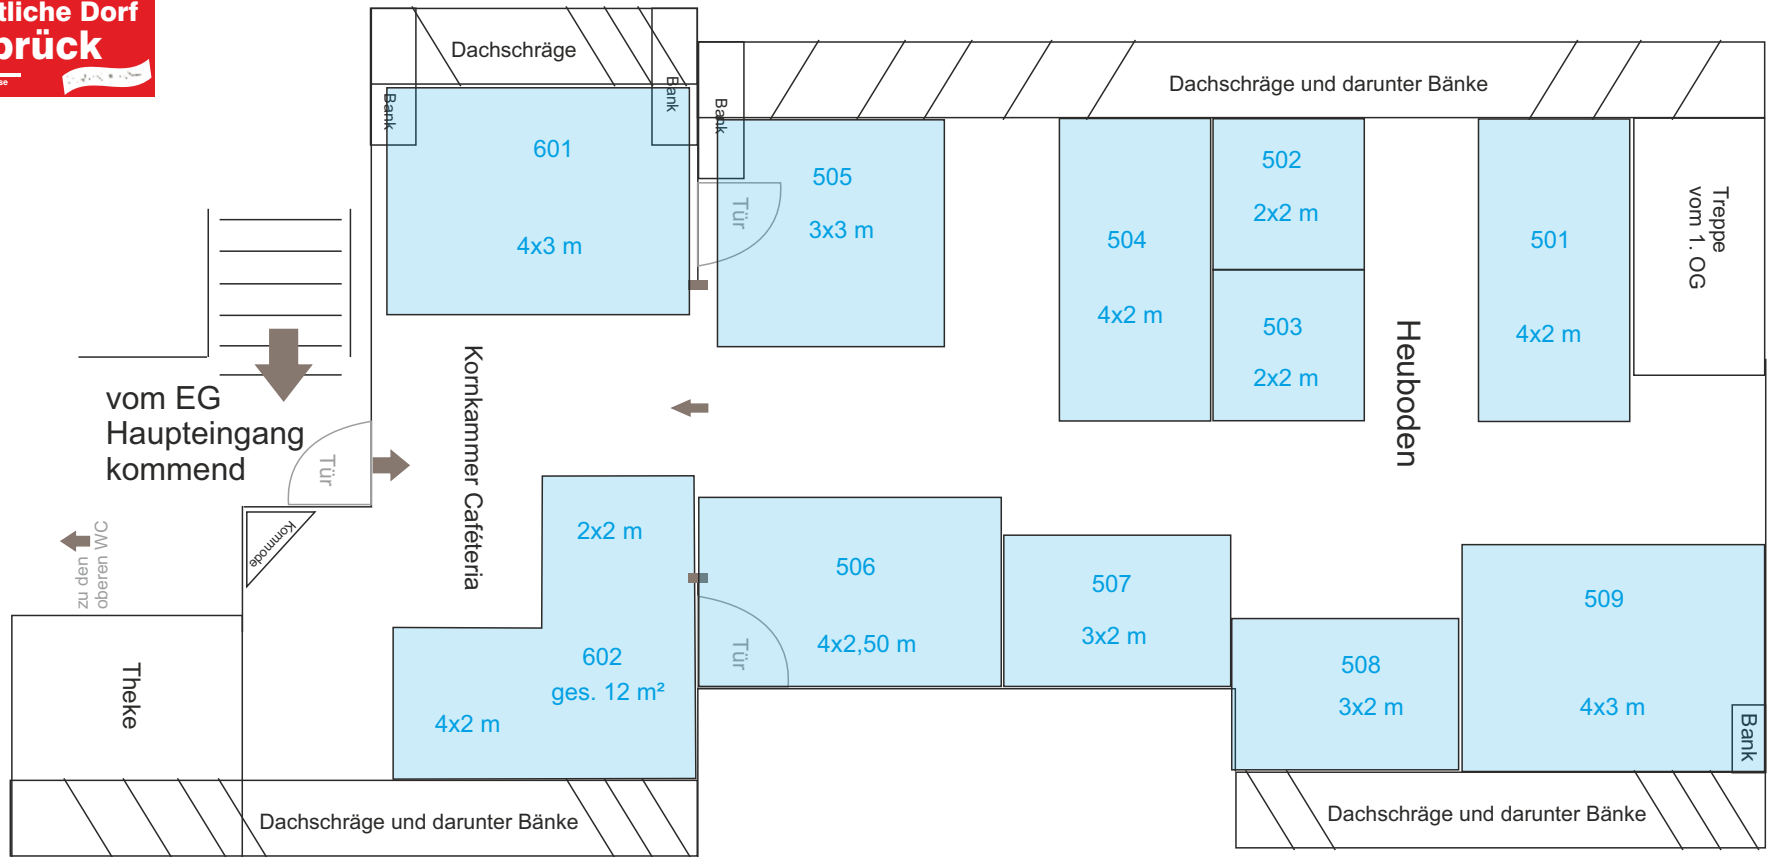 tliche Dorf
brück
se
Dachschräge
Bank
Bank
Bank
Dachschräge und darunter Bänke
601
4x3 m
505
3x3 m
Tür
504
4x2 m
502
2x2 m
503
2x2 m
501
4x2 m
Treppe
vom 1. OG
Heuboden
Kornkammer Caféteria
vom EG
Haupteingang
kommend
Tür
Kommode
zu den
oberen WC
Theke
2x2 m
602
ges. 12 m²
4x2 m
506
4x2,50 m
Tür
507
3x2 m
508
3x2 m
509
4x3 m
Bank
Dachschräge und darunter Bänke
Dachschräge und darunter Bänke